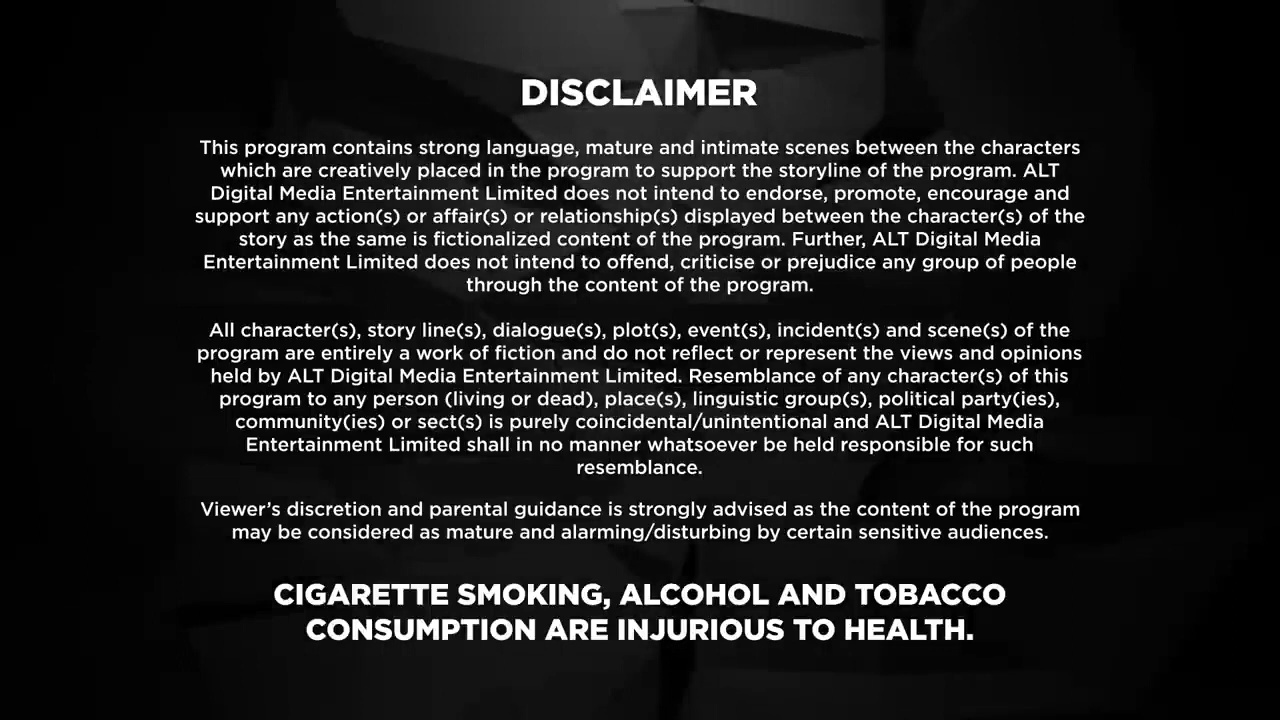 DISCLAIMER
This program contains strong language, mature and intimate scenes between the characters
which are creatively placed in the program to support the storyline of the program. ALT
Digital Media Entertainment Limited does not intend to endorse, promote, encourage and
support any action(s) or affair(s) or relationship(s) displayed between the character(s) of the
story as the same is fictionalized content of the program. Further, ALT Digital Media
Entertainment Limited does not intend to offend, criticise or prejudice any group of people
through the content of the program.
All character(s), story line(s), dialogue(s), plot(s), event(s), incident(s) and scene(s) of the
program are entirely a work of fiction and do not reflect or represent the views and opinions
held by ALT Digital Media Entertainment Limited. Resemblance of any character(s) of this
program to any person (living or dead), place(s), linguistic group(s), political party(ies),
community(ies) or sect(s) is purely coincidental/unintentional and ALT Digital Media
Entertainment Limited shall in no manner whatsoever be held responsible for such
resemblance.
Viewer's discretion and parental guidance is strongly advised as the content of the program
may be considered as mature and alarming/disturbing by certain sensitive audiences.
CIGARETTE SMOKING, ALCOHOL AND TOBACCO
CONSUMPTION ARE INJURIOUS TO HEALTH.